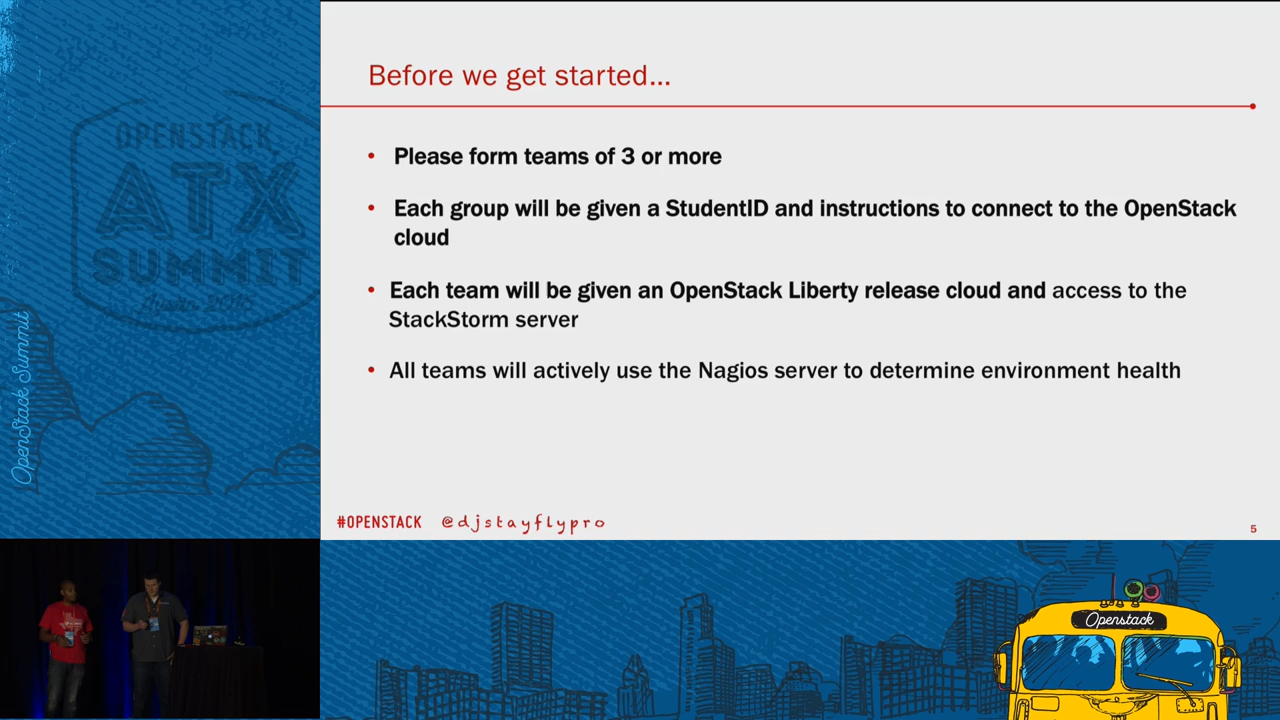 Before we get started...
• Please form teams of 3 or more
• Each group will be given a StudentID and instructions to connect to the OpenStack
cloud
• Each team will be given an OpenStack Liberty release cloud and access to the
StackStorm server
• All teams will actively use the Nagios server to determine environment health
#OPENSTACK @djstayflypro
5
OPENSTACK
ATX
SUMMIT
Austin 2016
OpenStack Summit
Openstack